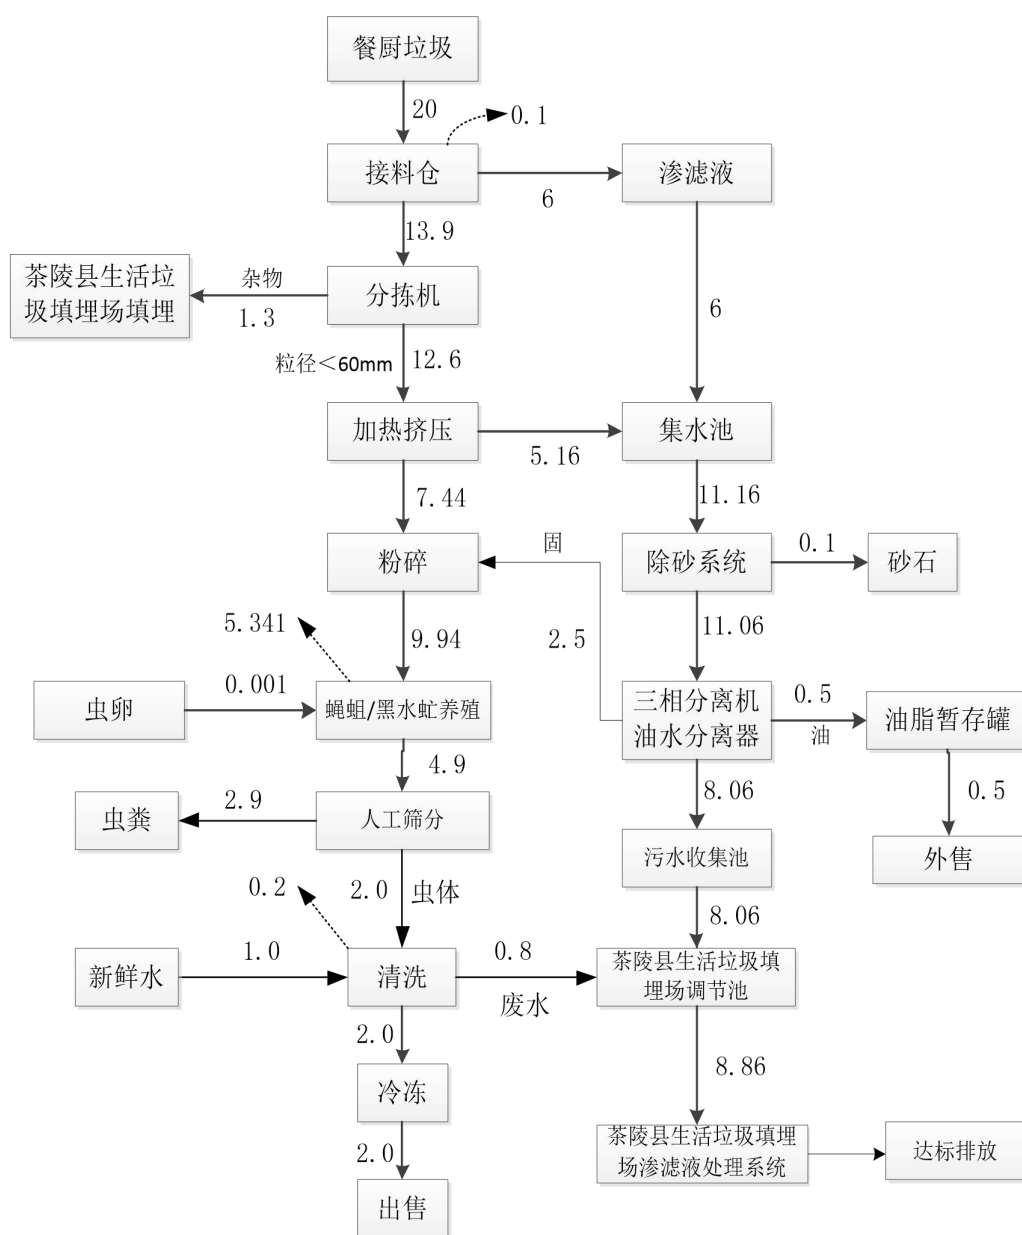 餐厨垃圾
20
0.1
接料仓
6
渗滤液
13.9
茶陵县生活垃
圾填埋场填埋
杂物
1.3
分拣机
6
粒径＜60mm
12.6
加热挤压
5.16
集水池
7.44
11.16
粉碎
固
除砂系统
0.1
砂石
5.341
9.94
2.5
11.06
虫卵
0.001
蝇蛆/黑水虻养殖
三相分离机
油水分离器
0.5
油
油脂暂存罐
4.9
8.06
0.5
虫粪
2.9
人工筛分
污水收集池
外售
0.2
2.0
虫体
8.06
新鲜水
1.0
清洗
0.8
废水
茶陵县生活垃圾填
埋场调节池
2.0
8.86
冷冻
2.0
茶陵县生活垃圾填埋
场渗滤液处理系统
达标排放
出售